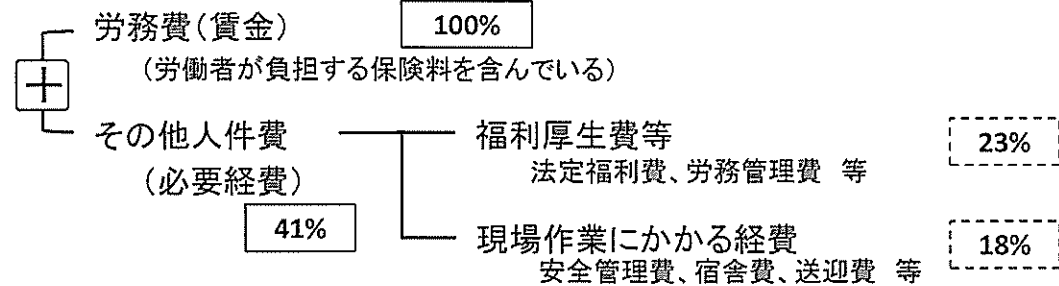 労務費(賃金) 100%
(労働者が負担する保険料を含んでいる)
+
その他人件費 福利厚生費等 23%
(必要経費) 法定福利費、労務管理費 等
41% 現場作業にかかる経費 18%
安全管理費、宿舎費、送迎費 等